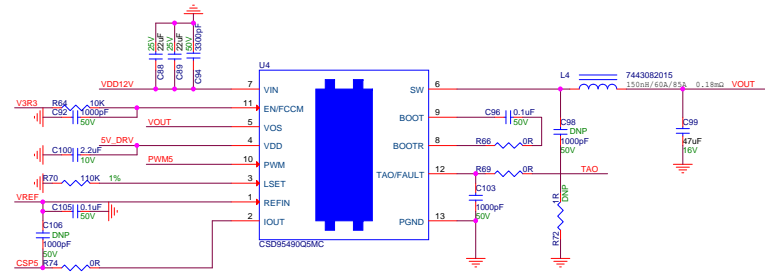 25V
22uF
C88
25V
22uF
C89
50V
3300pF
C94
U4
VDD12V
7
VIN
SW
6
L4
7443082015
150nH/60A/85A 0.18mΩ
VOUT
V3R3
R64
10K
C92
1000pF
50V
11
EN/FCCM
BOOT
9
C96
0.1uF
50V
VOUT
5
VOS
C98
DNP
1000pF
50V
C99
47uF
16V
5V_DRV
4
VDD
BOOTR
8
R66
0R
C100
2.2uF
10V
PWM5
10
PWM
TAO/FAULT
12
R69
0R
TAO
R70
110K
1%
3
LSET
C103
1000pF
50V
DNP
1R
R72
VREF
1
REFIN
C105
0.1uF
50V
2
IOUT
PGND
13
C106
DNP
1000pF
50V
CSD95490Q5MC
CSP5
R74
0R